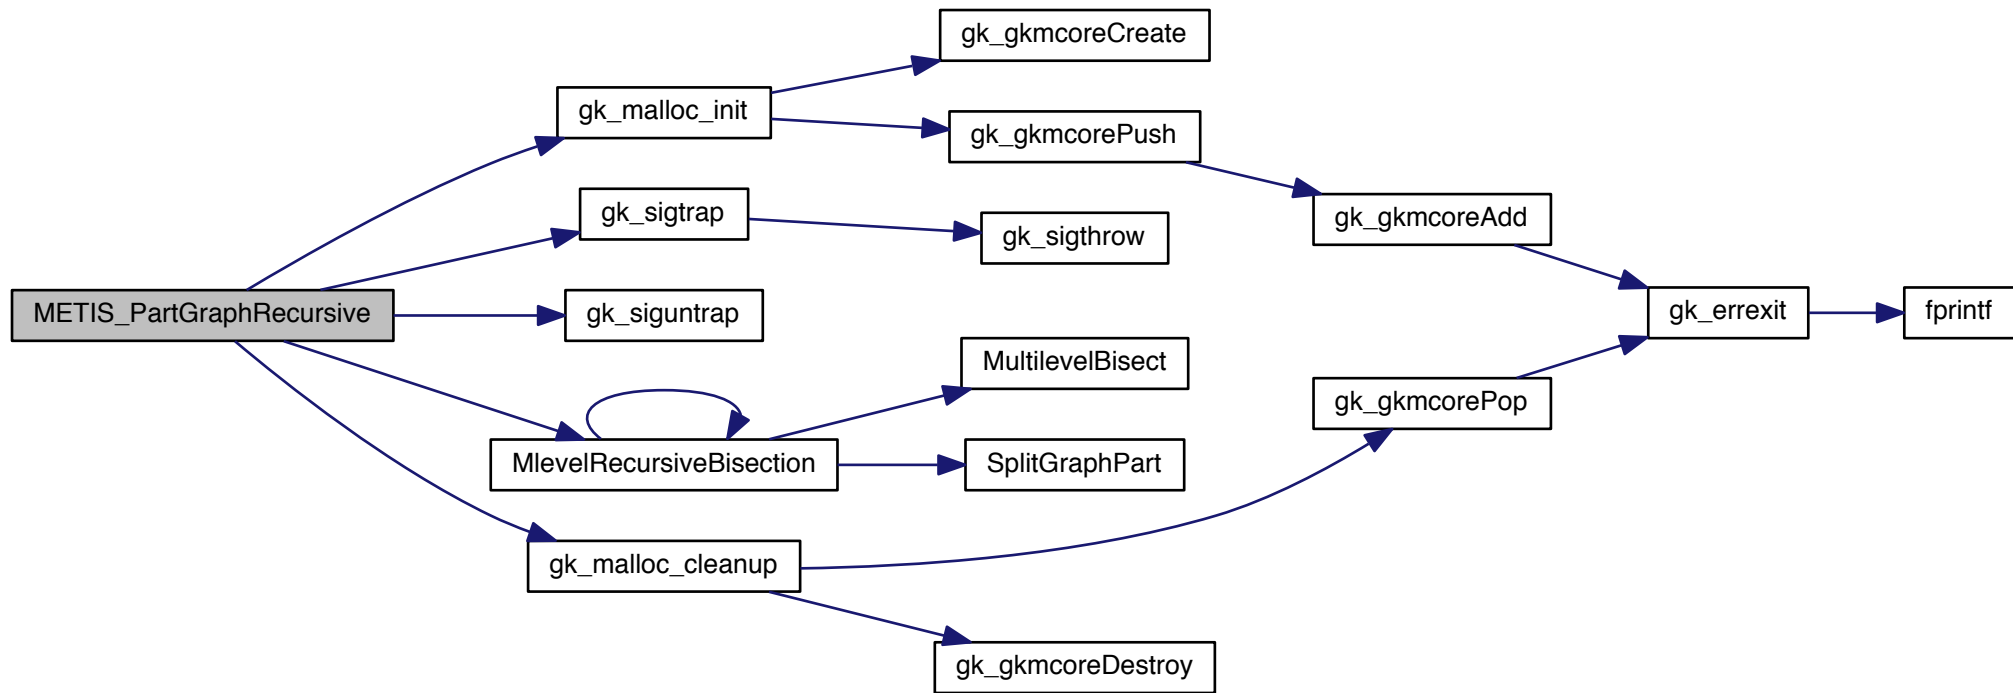 gk_gkmcoreCreate
gk_malloc_init
gk_gkmcorePush
gk_sigtrap
gk_gkmcoreAdd
gk_sigthrow
METIS_PartGraphRecursive
gk_siguntrap
gk_errexit
fprintf
MultilevelBisect
gk_gkmcorePop
MlevelRecursiveBisection
SplitGraphPart
gk_malloc_cleanup
gk_gkmcoreDestroy